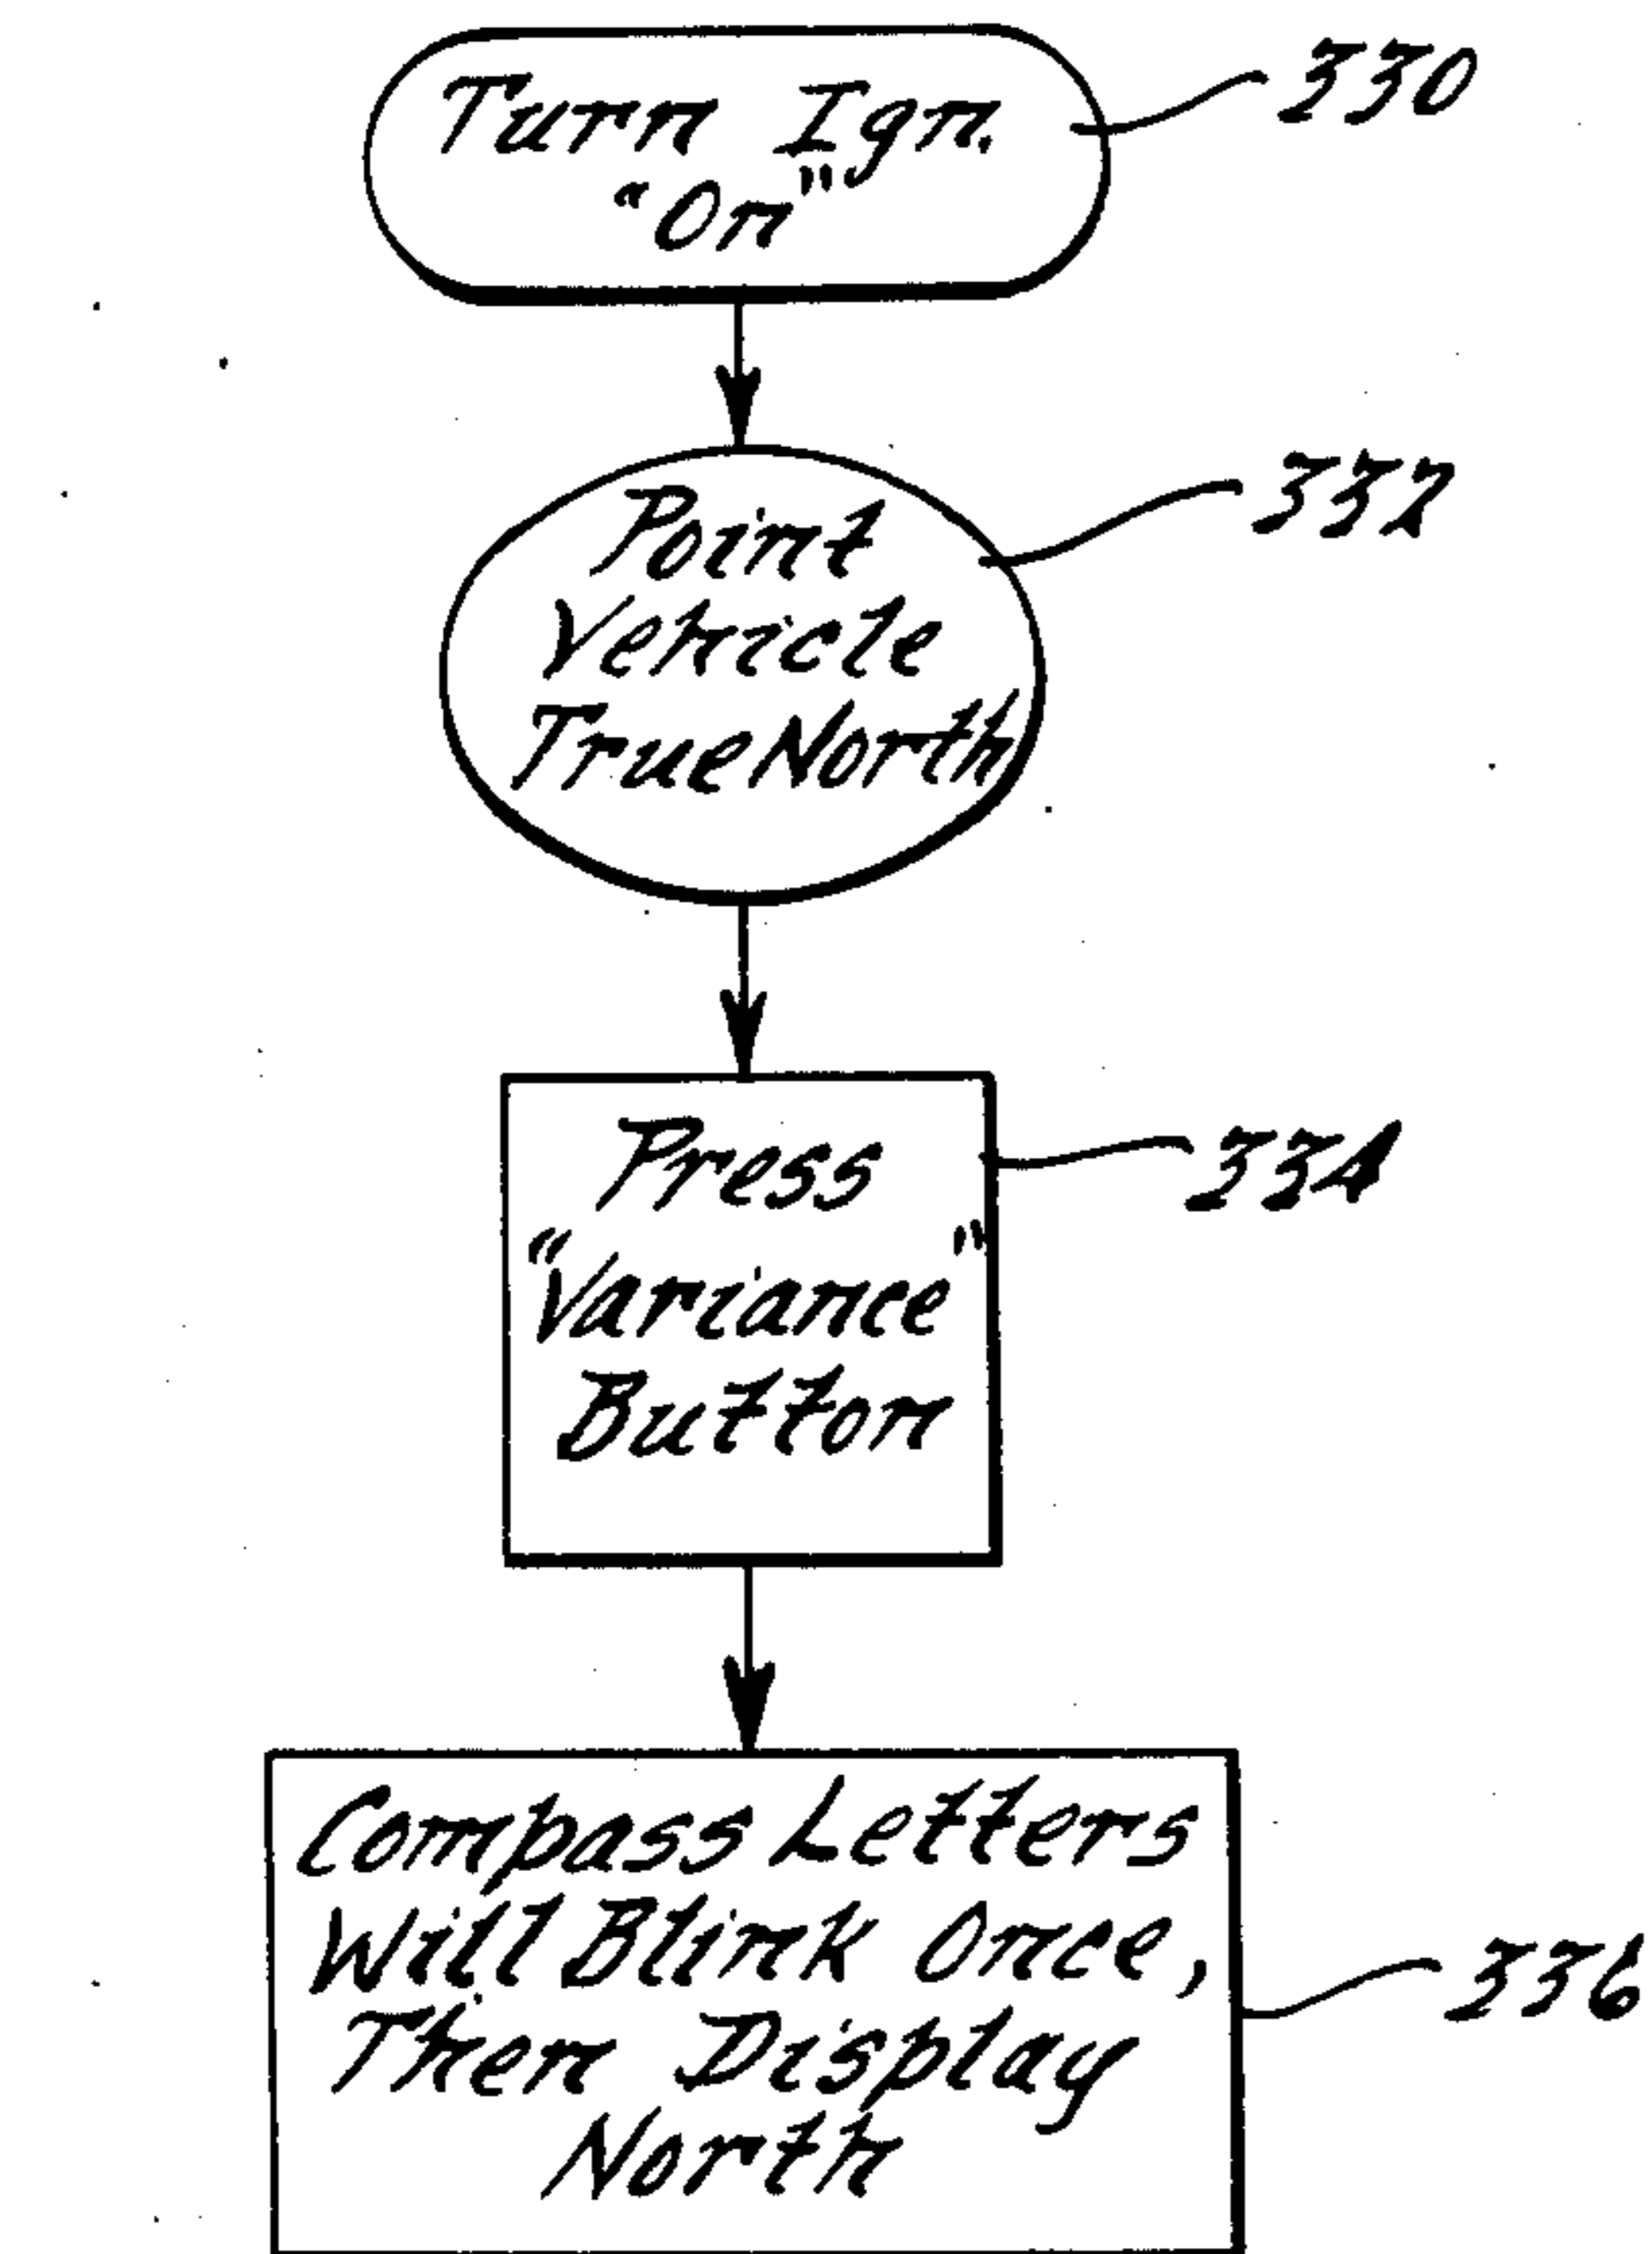 Turn Ign.
"On"
330
Point
Vehicle
True North
332
Press
"Variance"
Button
334
Compass Letters
Will Blink Once,
Then Display
North
336